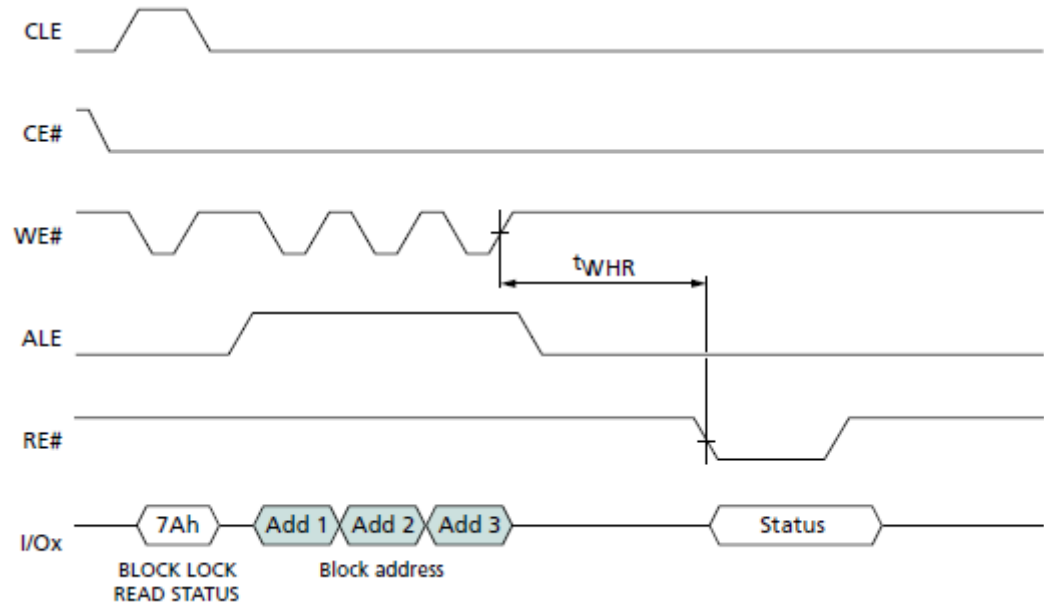 CLE
CE#
WE#
tWHR
ALE
RE#
I/Ox
7Ah
Add 1
Add 2
Add 3
Status
BLOCK LOCK
READ STATUS
Block address